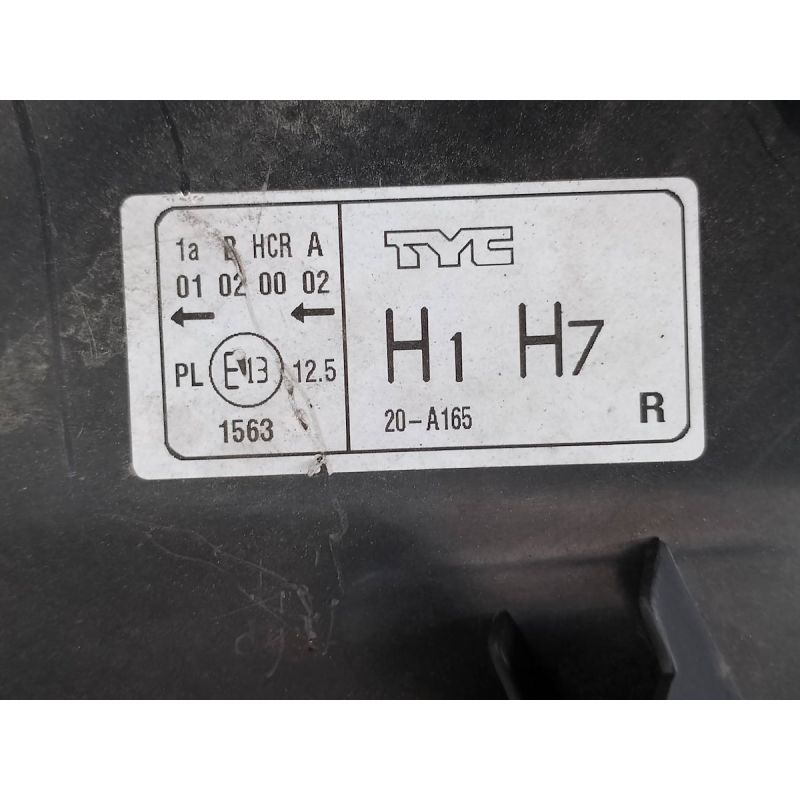 1a B HCR A
01 02 00 02
← ←
PL E13 12.5
1563
TYC
H1 H7
20-A165
R